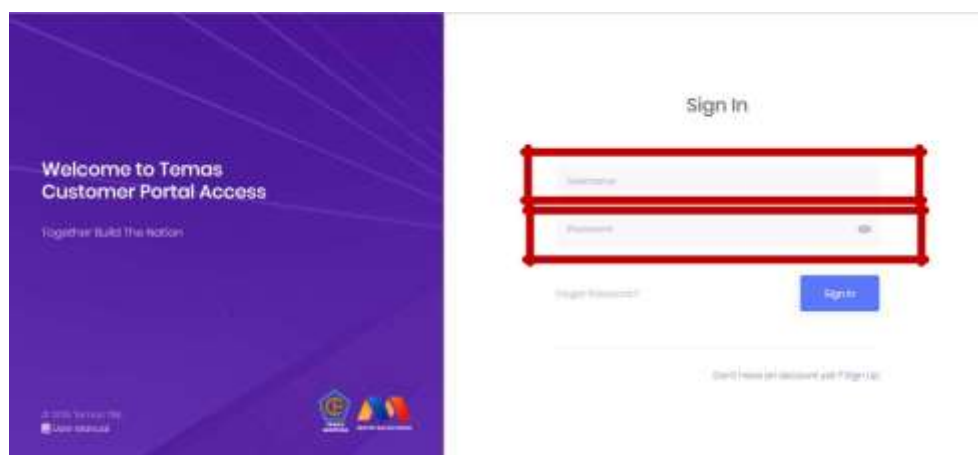 Welcome to Temas
Customer Portal Access
Together Build The Nation
User Manual
Sign In
Username
Password
Forgot Password?
Sign In
Don't have an account yet? Sign Up